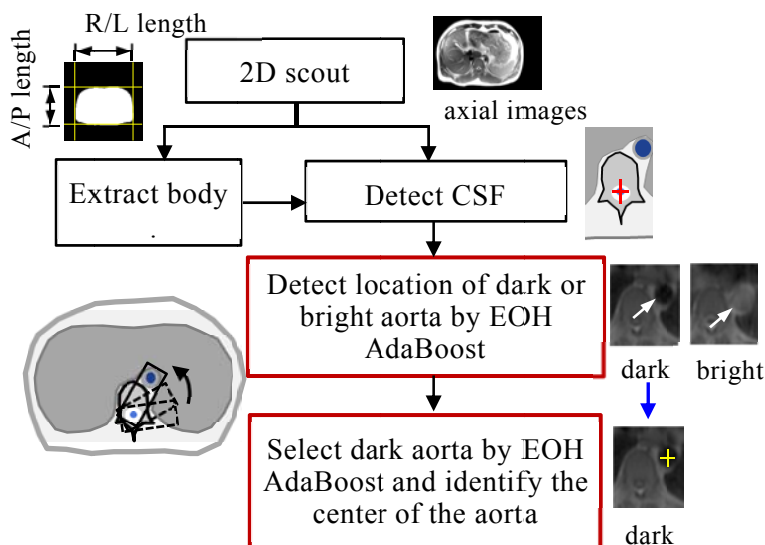 R/L length
A/P length
2D scout
axial images
Extract body
.
Detect CSF
Detect location of dark or
bright aorta by EOH
AdaBoost
dark
bright
Select dark aorta by EOH
AdaBoost and identify the
center of the aorta
dark